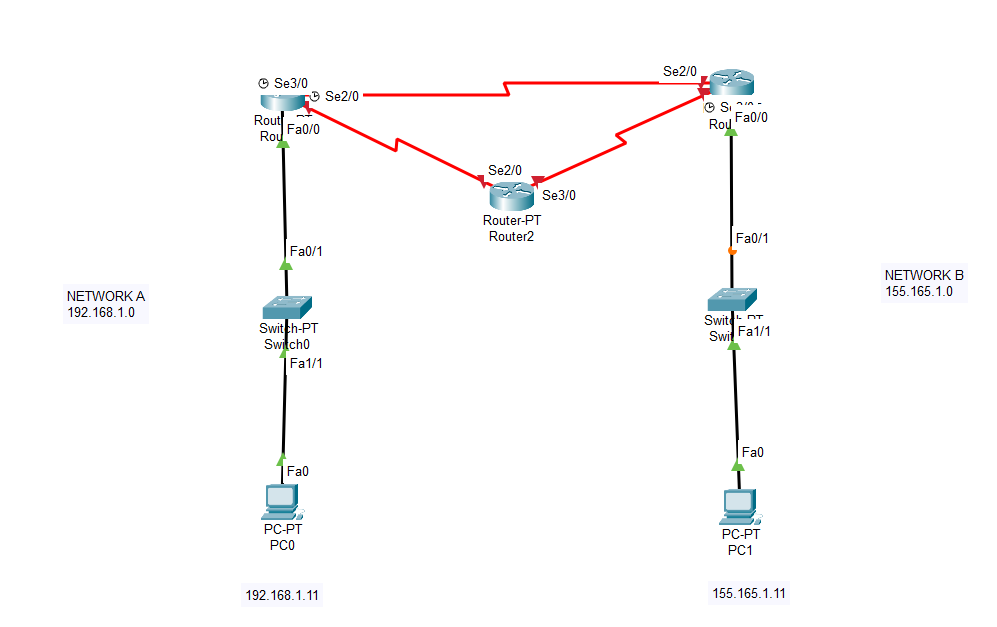 Se3/0
Se2/0
Fa0/0
Se2/0
Fa0/0
Se2/0
Se3/0
Router-PT
Router2
Fa0/1
Fa0/1
NETWORK A
192.168.1.0
NETWORK B
155.165.1.0
Switch-PT
Switch0
Fa1/1
Fa1/1
Fa0
Fa0
PC-PT
PC0
PC-PT
PC1
192.168.1.11
155.165.1.11